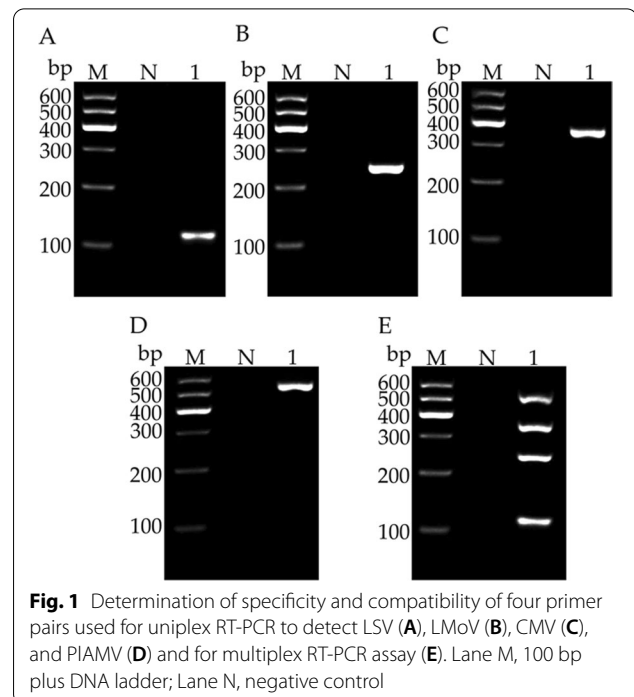 A
bp M N 1
600
500
400
300
200
100
B
bp M N 1
600
500
400
300
200
100
C
bp M N 1
600
500
400
300
200
100
D
bp M N 1
600
500
400
300
200
100
E
bp M N 1
600
500
400
300
200
100
Fig. 1 Determination of specificity and compatibility of four primer
pairs used for uniplex RT-PCR to detect LSV (A), LMoV (B), CMV (C),
and PlAMV (D) and for multiplex RT-PCR assay (E). Lane M, 100 bp
plus DNA ladder; Lane N, negative control